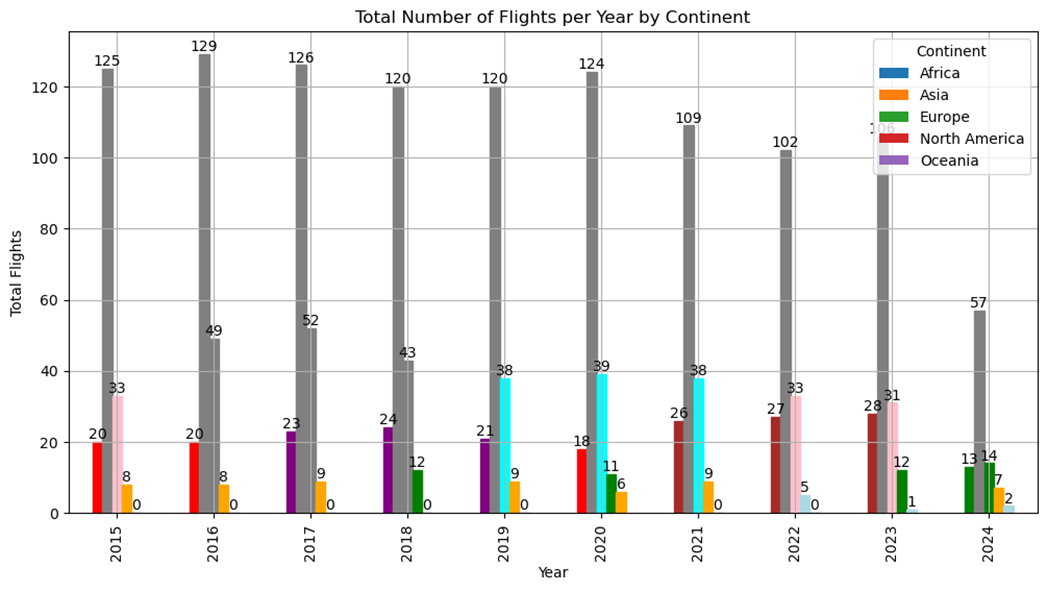 Total Number of Flights per Year by Continent
Continent
Africa
Asia
Europe
North America
Oceania
Total Flights
120
100
80
60
40
20
0
20 125 33 8 0
20 129 49 8 0
23 126 52 9 0
24 120 43 12 0
21 120 38 9 0
18 124 39 11 6
26 109 38 9 0
27 102 33 5 0
28 106 31 12 1
13 57 14 7 2
2015 2016 2017 2018 2019 2020 2021 2022 2023 2024
Year